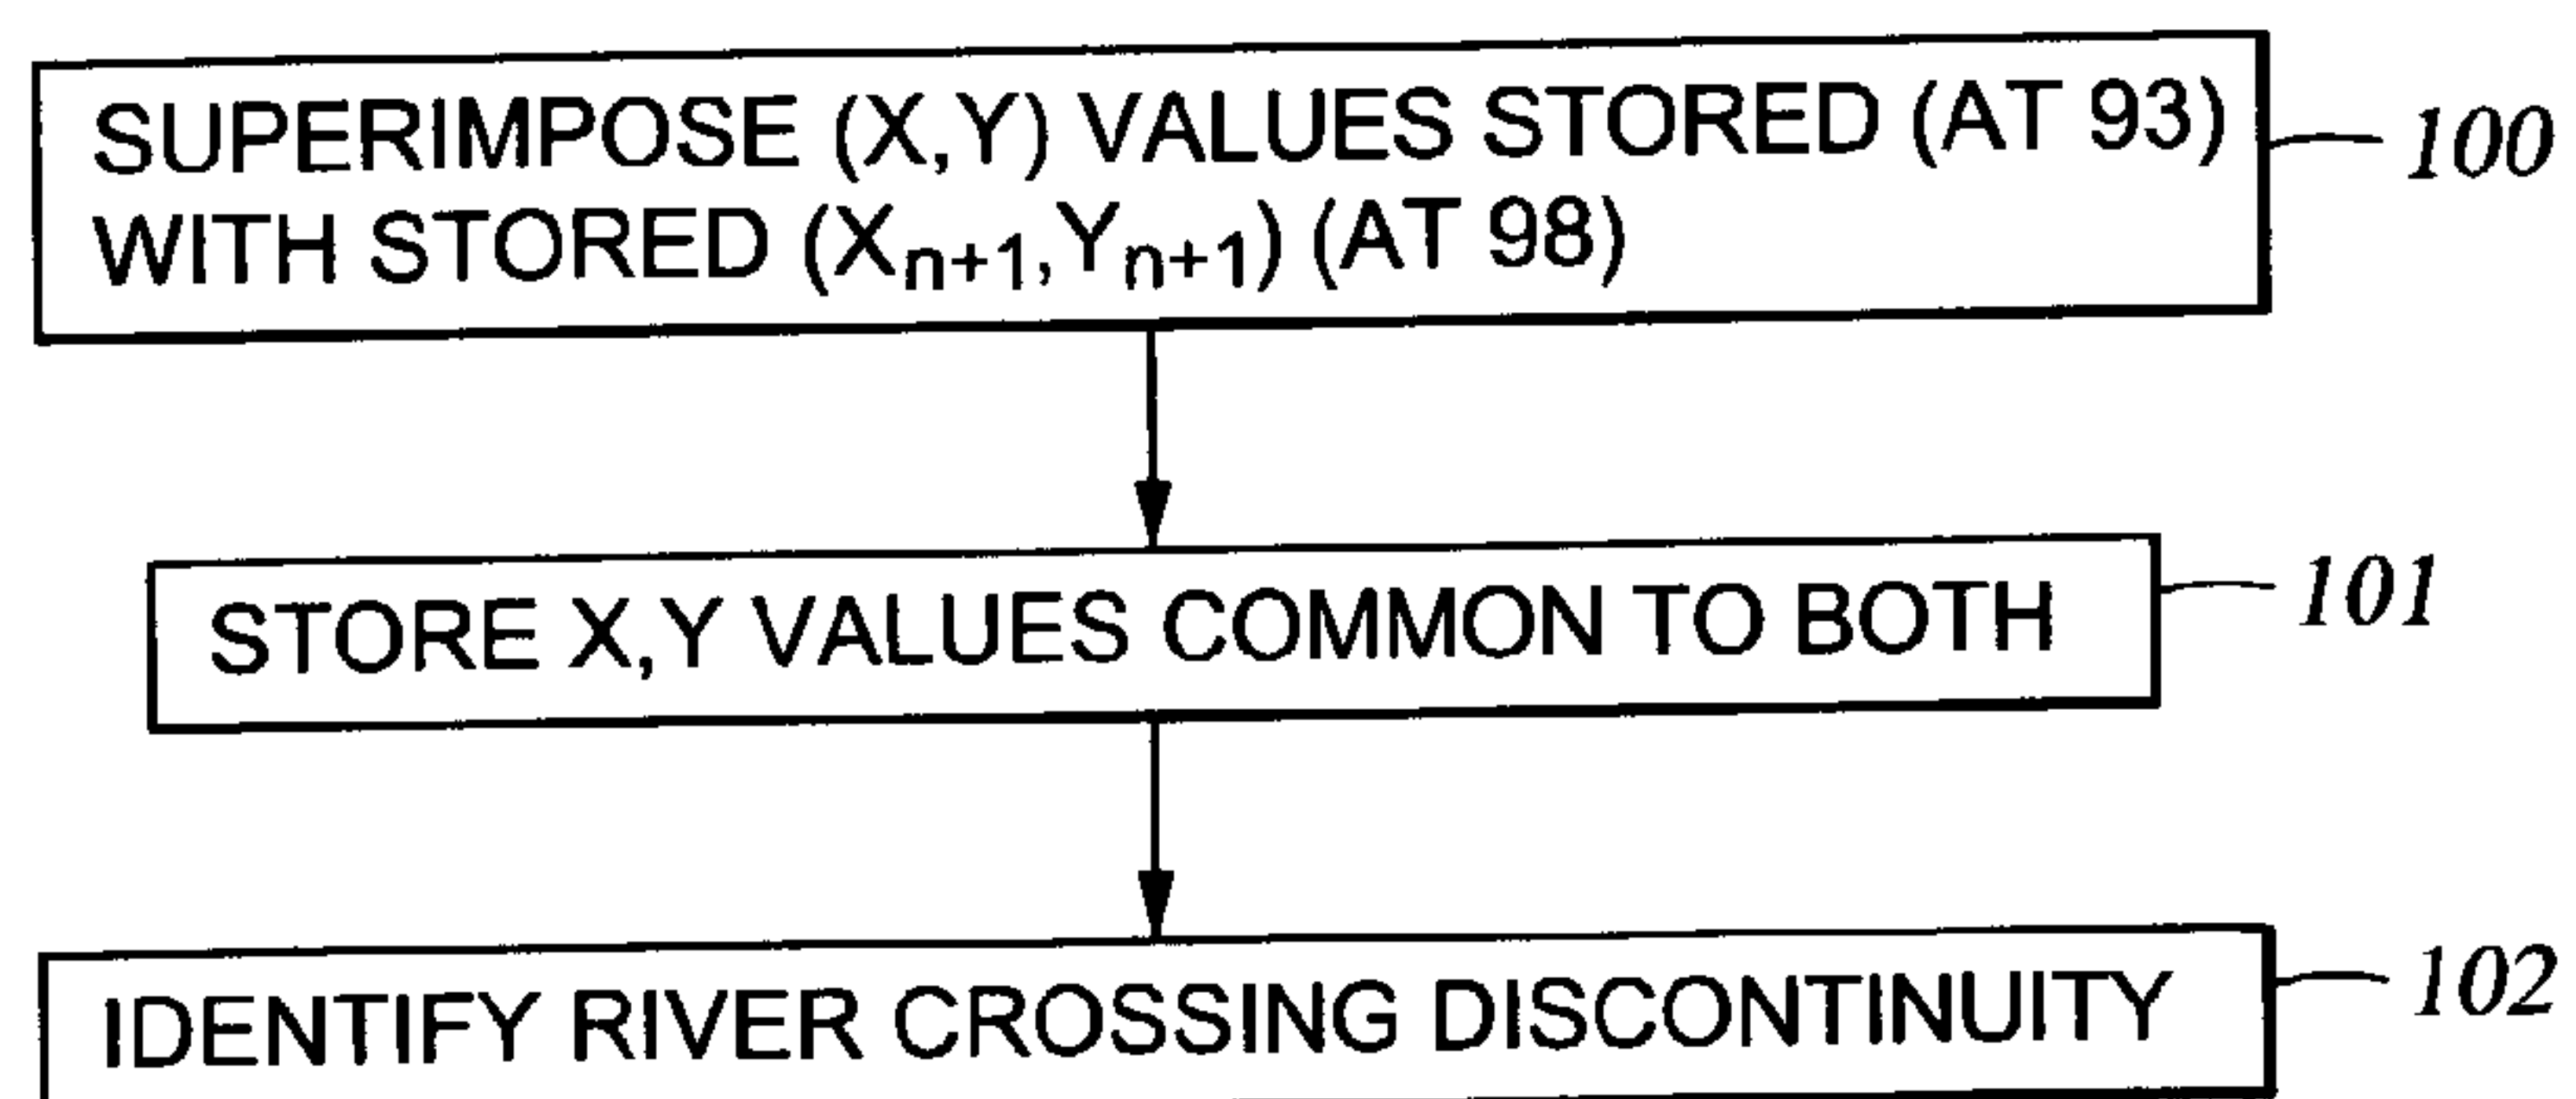 SUPERIMPOSE (X,Y) VALUES STORED (AT 93)
WITH STORED (Xn+1,Yn+1) (AT 98)
100
STORE X,Y VALUES COMMON TO BOTH
101
IDENTIFY RIVER CROSSING DISCONTINUITY
102